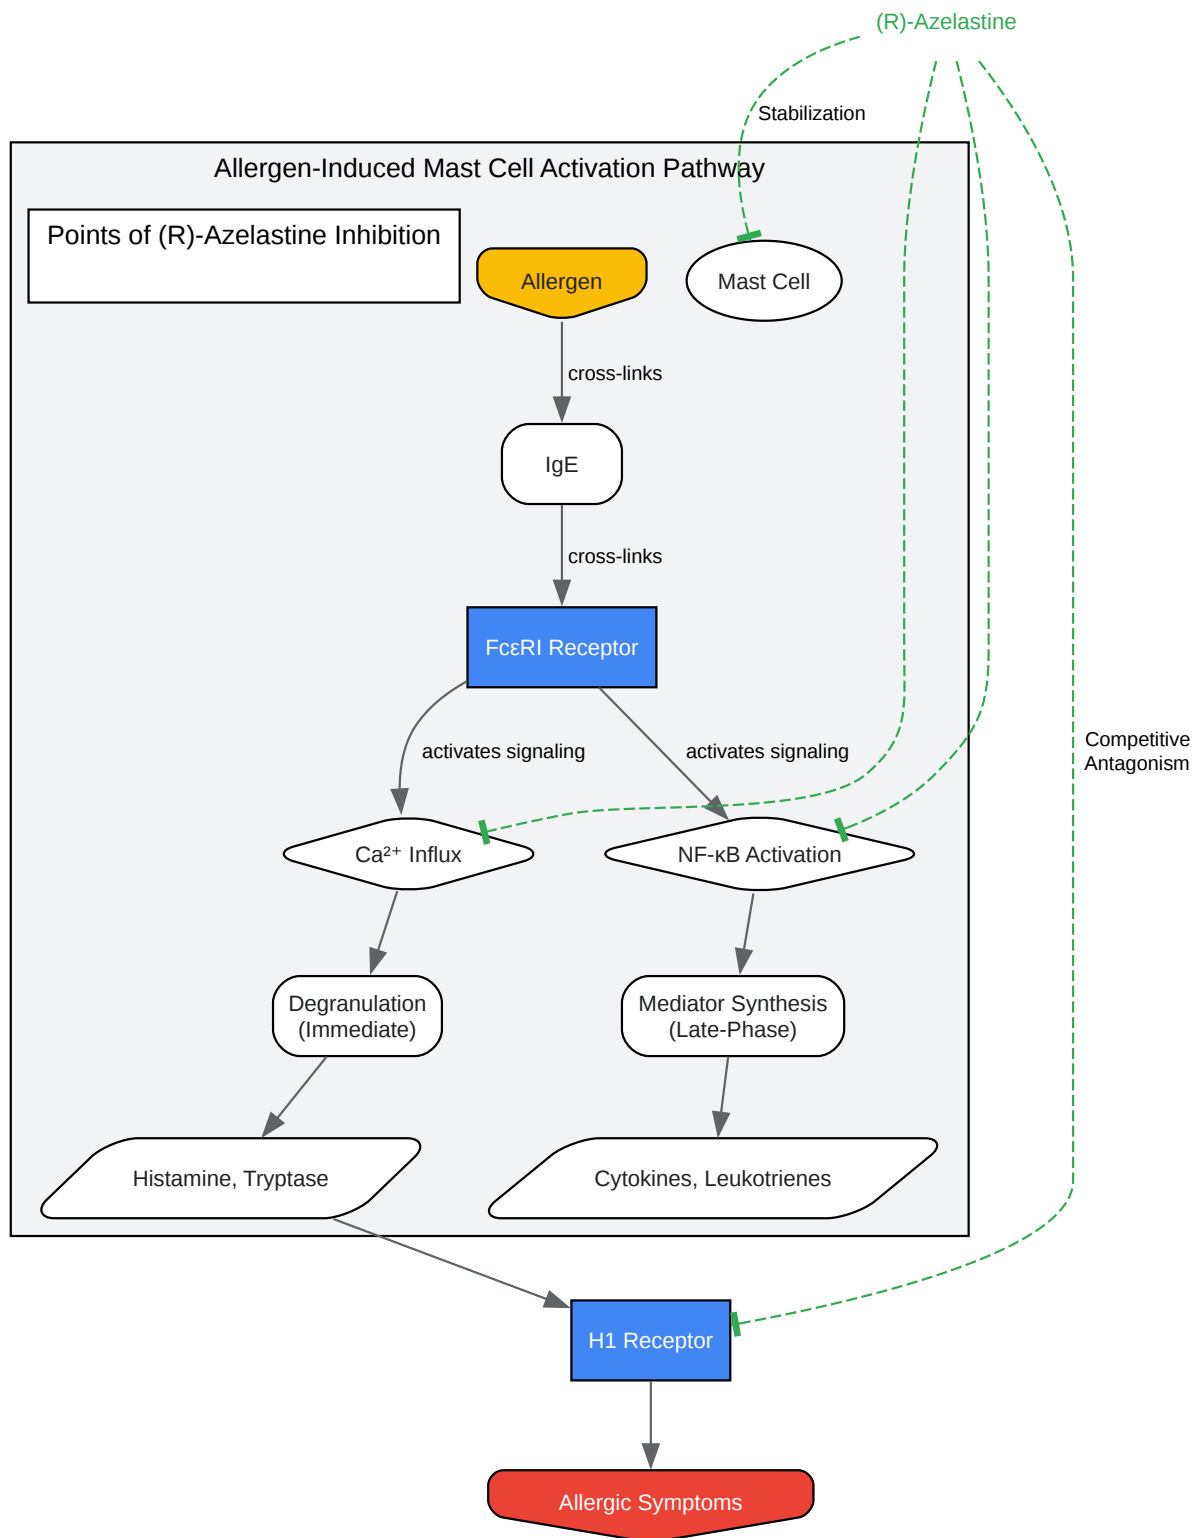 (R)-Azelastine
Stabilization
Allergen-Induced Mast Cell Activation Pathway
Points of (R)-Azelastine Inhibition
Allergen
Mast Cell
cross-links
IgE
cross-links
FcεRI Receptor
activates signaling
activates signaling
Competitive
Antagonism
Ca²⁺ Influx
NF-κB Activation
Degranulation
(Immediate)
Mediator Synthesis
(Late-Phase)
Histamine, Tryptase
Cytokines, Leukotrienes
H1 Receptor
Allergic Symptoms